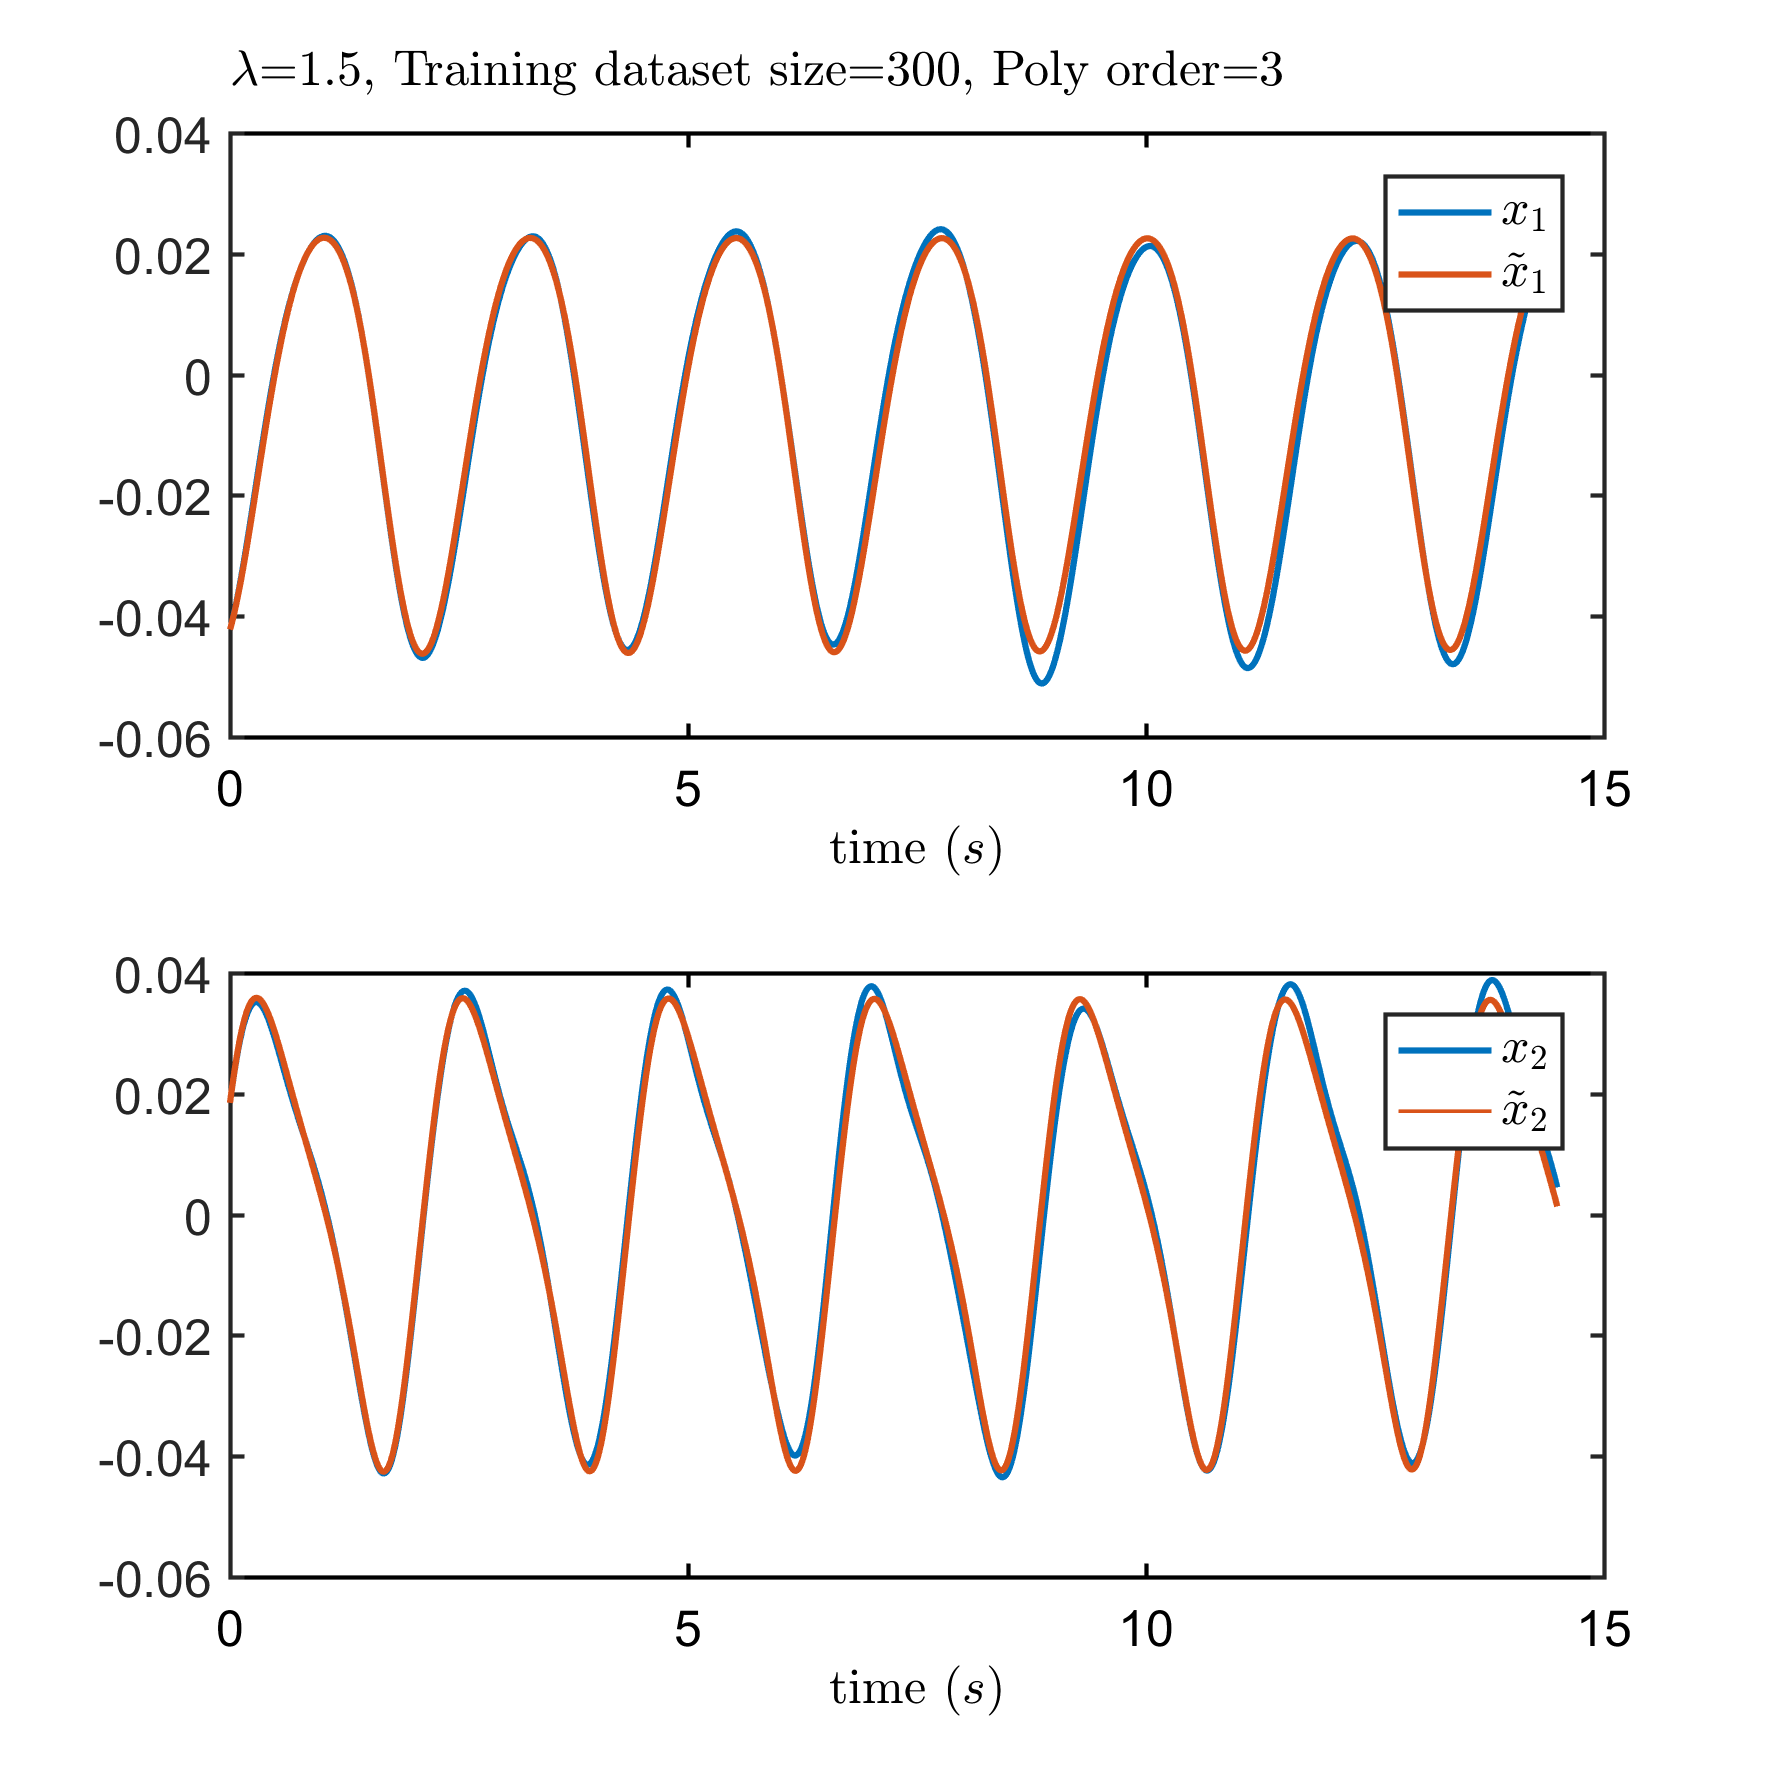 λ=1.5, Training dataset size=300, Poly order=3
0.04
0.02
0
-0.02
-0.04
-0.06
0 5 10 15
time (s)
x₁
x̃₁
0.04
0.02
0
-0.02
-0.04
-0.06
0 5 10 15
time (s)
x₂
x̃₂